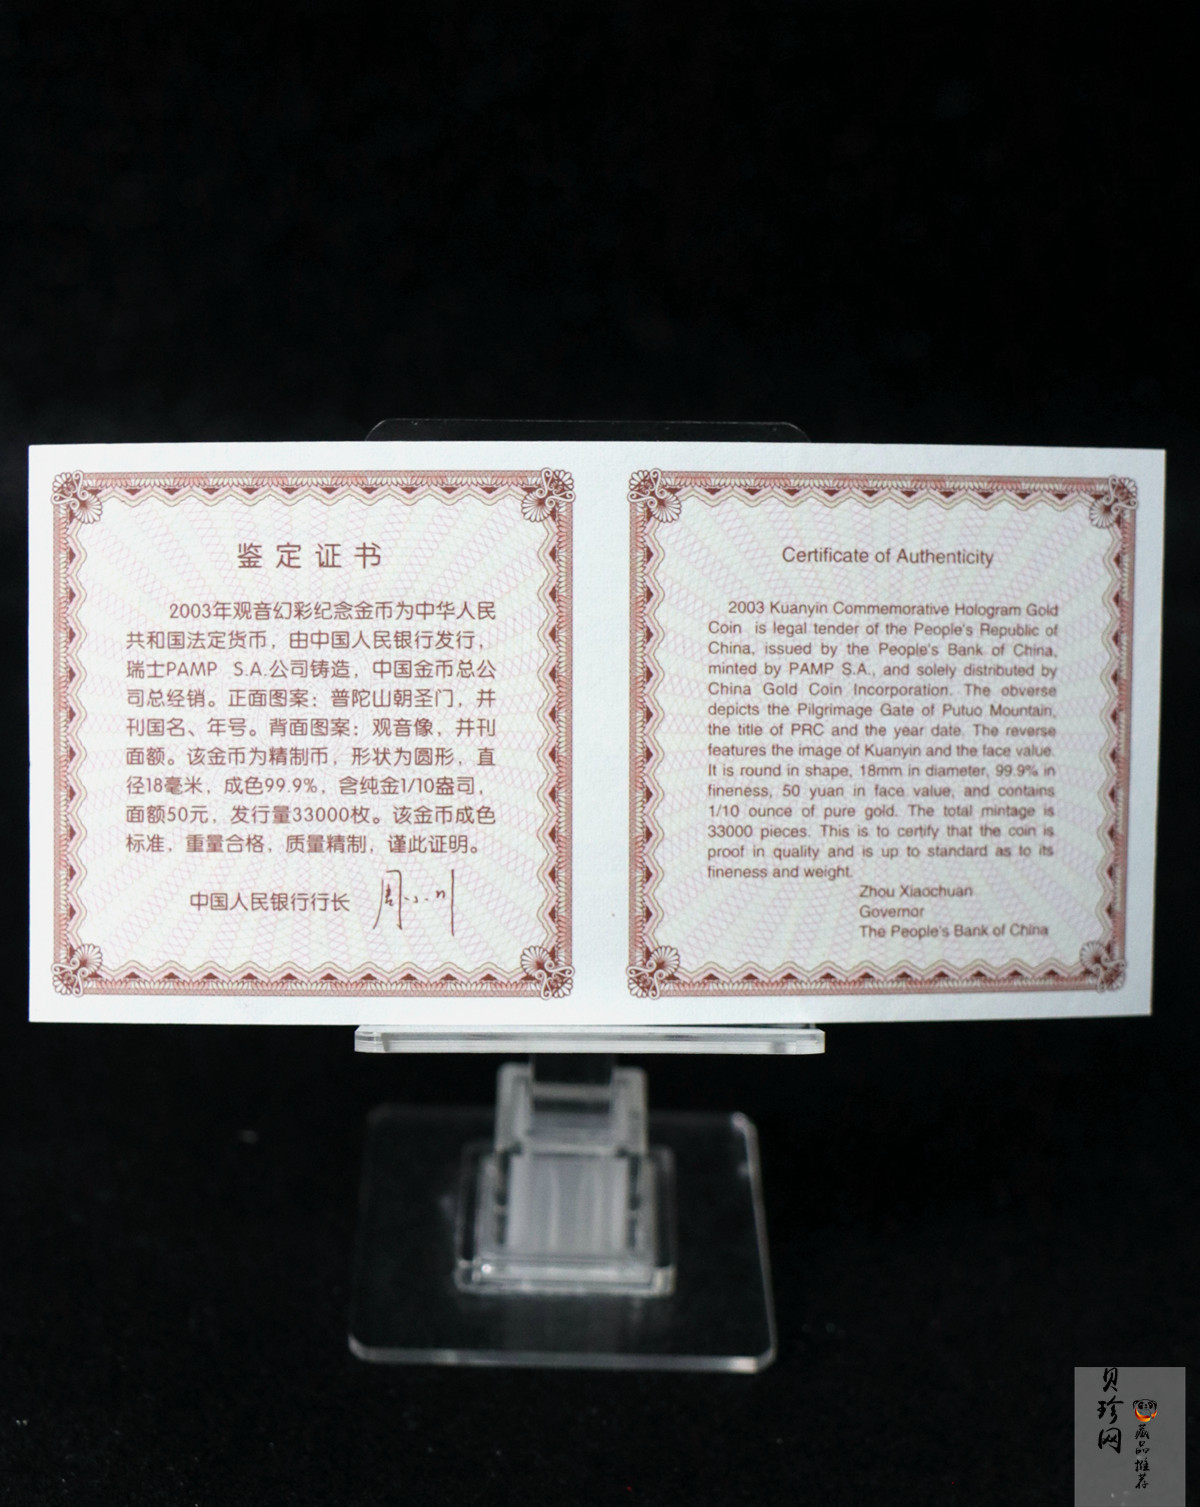 鉴定证书
2003年观音幻彩纪念金币为中华人民
共和国法定货币，由中国人民银行发行，
瑞士PAMP S.A.公司铸造，中国金币总公
司总经销。正面图案：普陀山朝圣门，并
刊国名、年号。背面图案：观音像，并刊
面额。该金币为精制币，形状为圆形，直
径18毫米，成色99.9%，含纯金1/10盎司，
面额50元，发行量33000枚。该金币成色
标准，重量合格，质量精制，谨此证明。
中国人民银行行长 周小川
Certificate of Authenticity
2003 Kuanyin Commemorative Hologram Gold
Coin is legal tender of the People's Republic of
China, issued by the People's Bank of China,
minted by PAMP S.A., and solely distributed by
China Gold Coin Incorporation. The obverse
depicts the Pilgrimage Gate of Putuo Mountain,
the title of PRC and the year date. The reverse
features the image of Kuanyin and the face value.
It is round in shape, 18mm in diameter, 99.9% in
fineness, 50 yuan in face value, and contains
1/10 ounce of pure gold. The total mintage is
33000 pieces. This is to certify that the coin is
proof in quality and is up to standard as to its
fineness and weight.
Zhou Xiaochuan
Governor
The People's Bank of China
贝珍网
藏品推荐